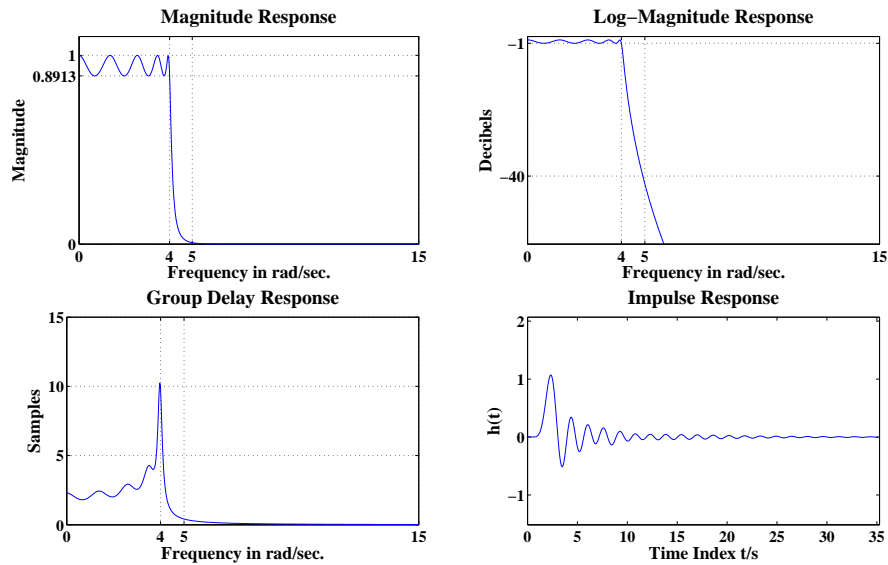 Magnitude Response
1
0.8913
0
Magnitude
0 4 5 15
Frequency in rad/sec.
Log−Magnitude Response
−1
−40
Decibels
0 4 5 15
Frequency in rad/sec.
Group Delay Response
15
10
5
0
Samples
0 4 5 15
Frequency in rad/sec.
Impulse Response
2
1
0
−1
h(t)
0 5 10 15 20 25 30 35
Time Index t/s